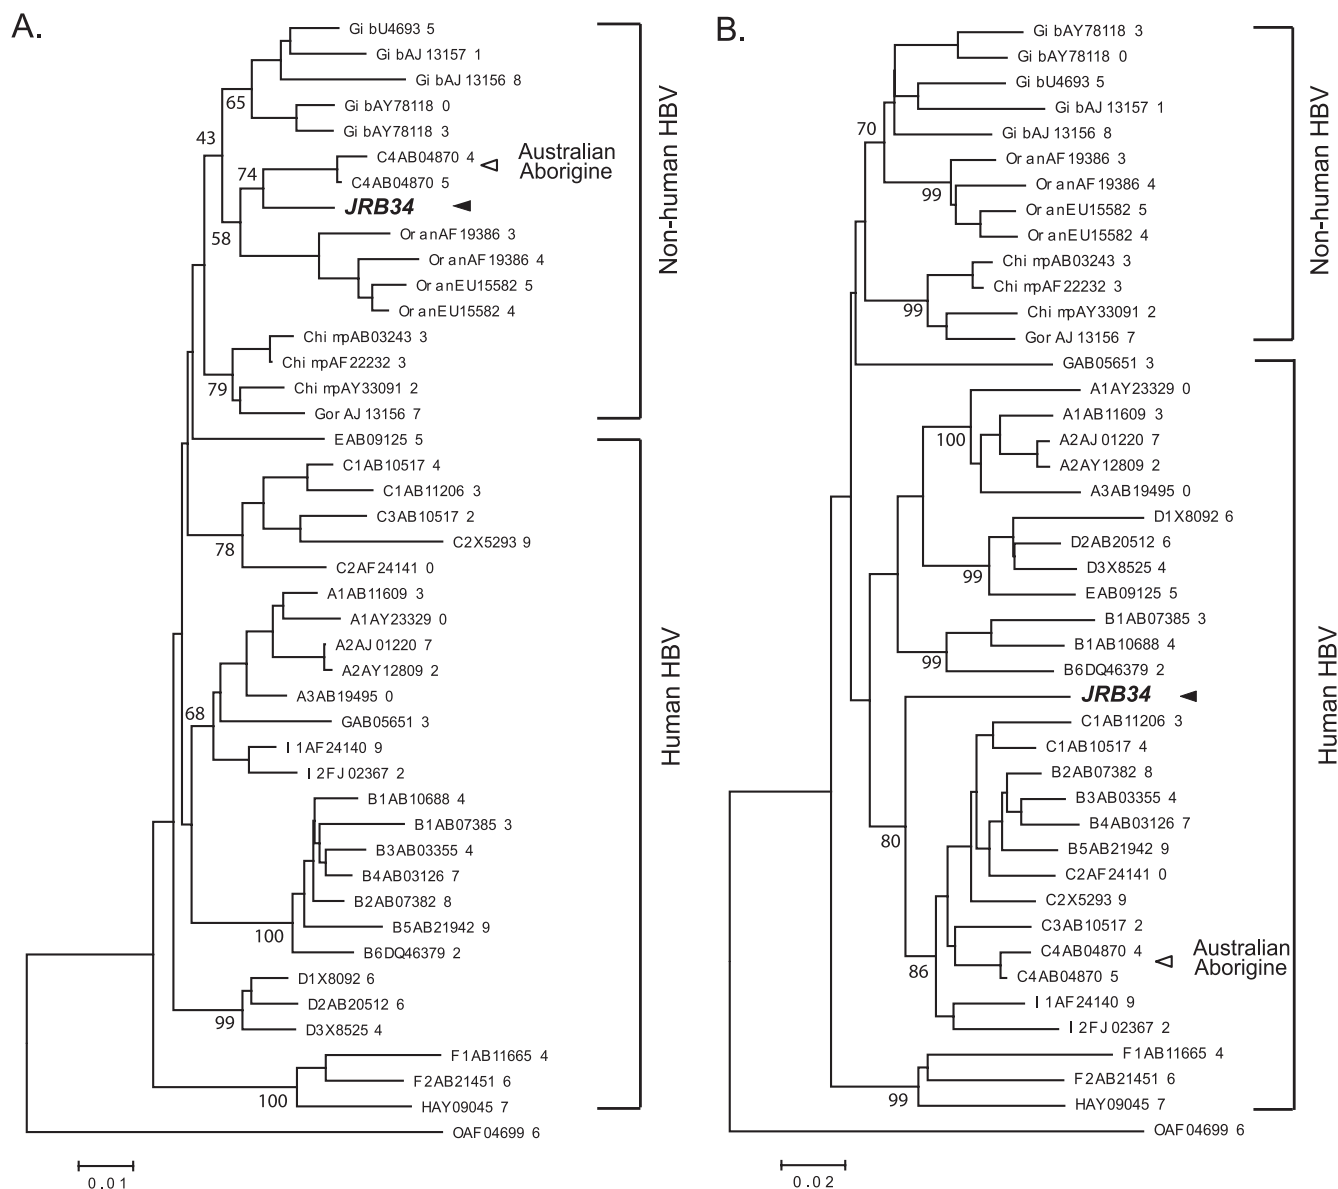 A.
Gi bU4693 5
Gi bAJ 13157 1
Gi bAJ 13156 8
65
Gi bAY78118 0
Gi bAY78118 3
43
C4AB04870 4
Australian
Aborigine
74
C4AB04870 5
JRB34
58
Or anAF19386 3
Or anAF19386 4
Or anEU15582 5
Or anEU15582 4
Chi mpAB03243 3
Chi mpAF22232 3
79
Chi mpAY33091 2
Gor AJ 13156 7
Non-human HBV
EAB09125 5
C1AB10517 4
C1AB11206 3
C3AB10517 2
C2X5293 9
78
C2AF24141 0
A1AB11609 3
A1AY23329 0
A2AJ 01220 7
A2AY12809 2
A3AB19495 0
68
GAB05651 3
I 1AF24140 9
I 2FJ 02367 2
B1AB10688 4
B1AB07385 3
B3AB03355 4
B4AB03126 7
B2AB07382 8
B5AB21942 9
100
B6DQ46379 2
D1X8092 6
D2AB20512 6
99
D3X8525 4
F1AB11665 4
F2AB21451 6
100
HAY09045 7
Human HBV
OAF04699 6
0.01
B.
Gi bAY78118 3
Gi bAY78118 0
Gi bU4693 5
Gi bAJ 13157 1
70
Gi bAJ 13156 8
Or anAF19386 3
Or anAF19386 4
99
Or anEU15582 5
Or anEU15582 4
Chi mpAB03243 3
Chi mpAF22232 3
99
Chi mpAY33091 2
Gor AJ 13156 7
Non-human HBV
GAB05651 3
A1AY23329 0
A1AB11609 3
100
A2AJ 01220 7
A2AY12809 2
A3AB19495 0
D1X8092 6
D2AB20512 6
D3X8525 4
99
EAB09125 5
B1AB07385 3
B1AB10688 4
99
B6DQ46379 2
JRB34
C1AB11206 3
C1AB10517 4
B2AB07382 8
B3AB03355 4
B4AB03126 7
80
B5AB21942 9
C2AF24141 0
C2X5293 9
C3AB10517 2
C4AB04870 4
Australian
Aborigine
86
C4AB04870 5
I 1AF24140 9
I 2FJ 02367 2
F1AB11665 4
F2AB21451 6
99
HAY09045 7
Human HBV
OAF04699 6
0.02